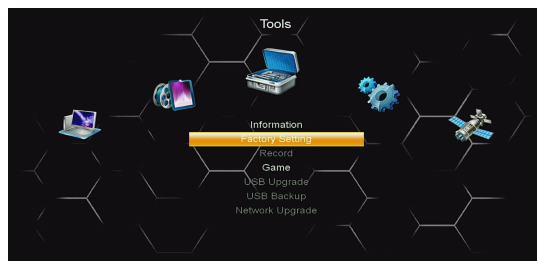 Tools
Information
Factory Setting
Record
Game
USB Upgrade
USB Backup
Network Upgrade